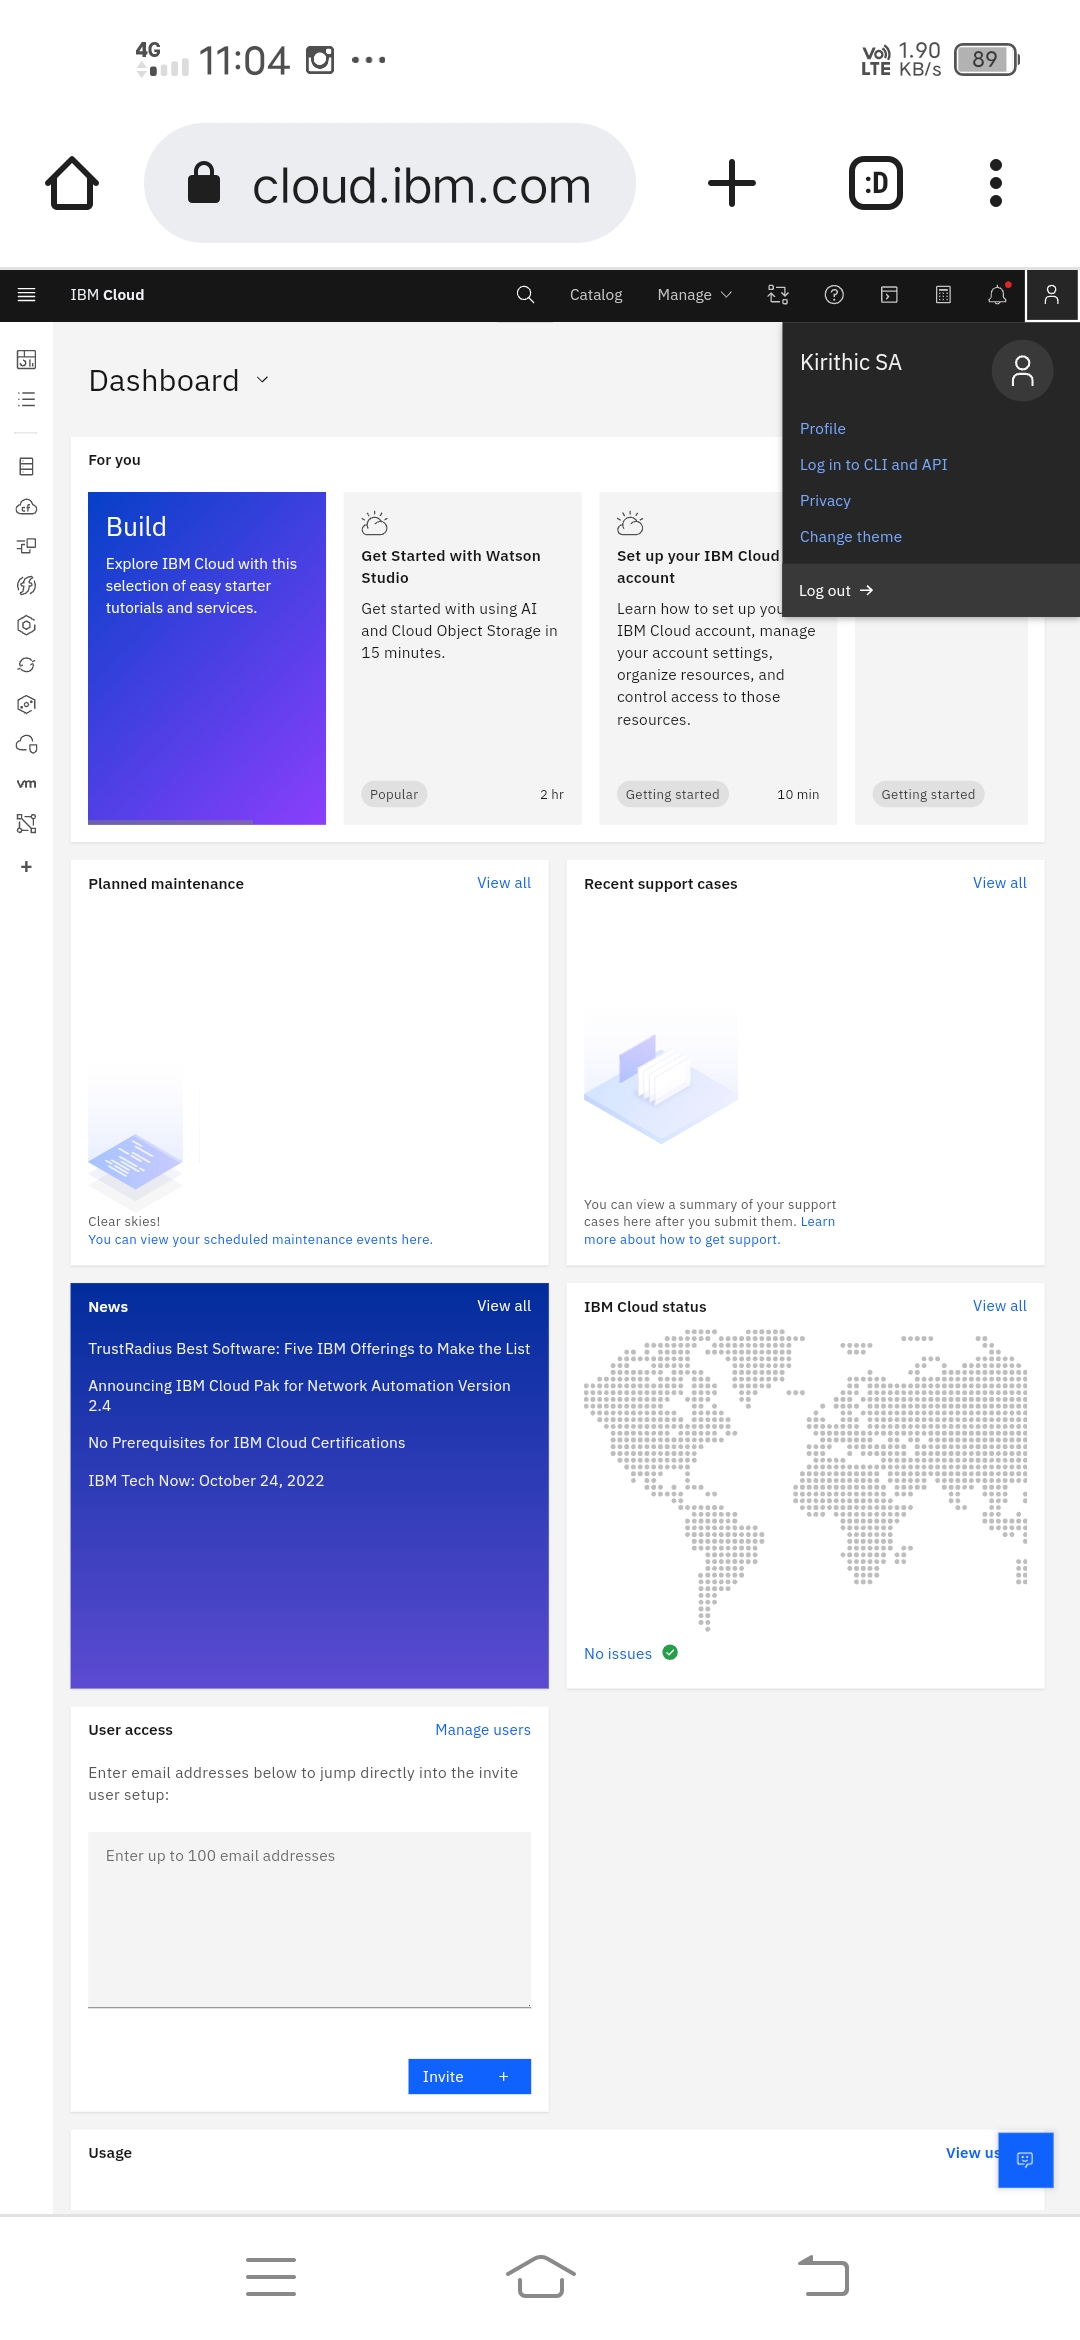 4G 11:04 ••• Vo)) LTE 1.90 KB/s 89
cloud.ibm.com :D
IBM Cloud Catalog Manage
Kirithic SA
Profile
Log in to CLI and API
Privacy
Change theme
Log out →
Dashboard
For you
Build
Explore IBM Cloud with this
selection of easy starter
tutorials and services.
Get Started with Watson
Studio
Get started with using AI
and Cloud Object Storage in
15 minutes.
Popular 2 hr
Set up your IBM Cloud
account
Learn how to set up you
IBM Cloud account, manage
your account settings,
organize resources, and
control access to those
resources.
Getting started 10 min
Getting started
cf
vm
+
Planned maintenance View all
Clear skies!
You can view your scheduled maintenance events here.
Recent support cases View all
You can view a summary of your support
cases here after you submit them. Learn
more about how to get support.
News View all
TrustRadius Best Software: Five IBM Offerings to Make the List
Announcing IBM Cloud Pak for Network Automation Version
2.4
No Prerequisites for IBM Cloud Certifications
IBM Tech Now: October 24, 2022
IBM Cloud status View all
No issues
User access Manage users
Enter email addresses below to jump directly into the invite
user setup:
Enter up to 100 email addresses
Invite +
Usage View us